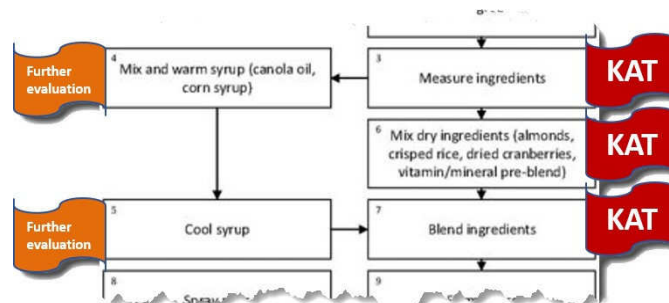 4
Mix and warm syrup (canola oil,
corn syrup)
Further
evaluation
3
Measure ingredients
KAT
6
Mix dry ingredients (almonds,
crisped rice, dried cranberries,
vitamin/mineral pre-blend)
KAT
5
Cool syrup
Further
evaluation
7
Blend ingredients
KAT
8
9